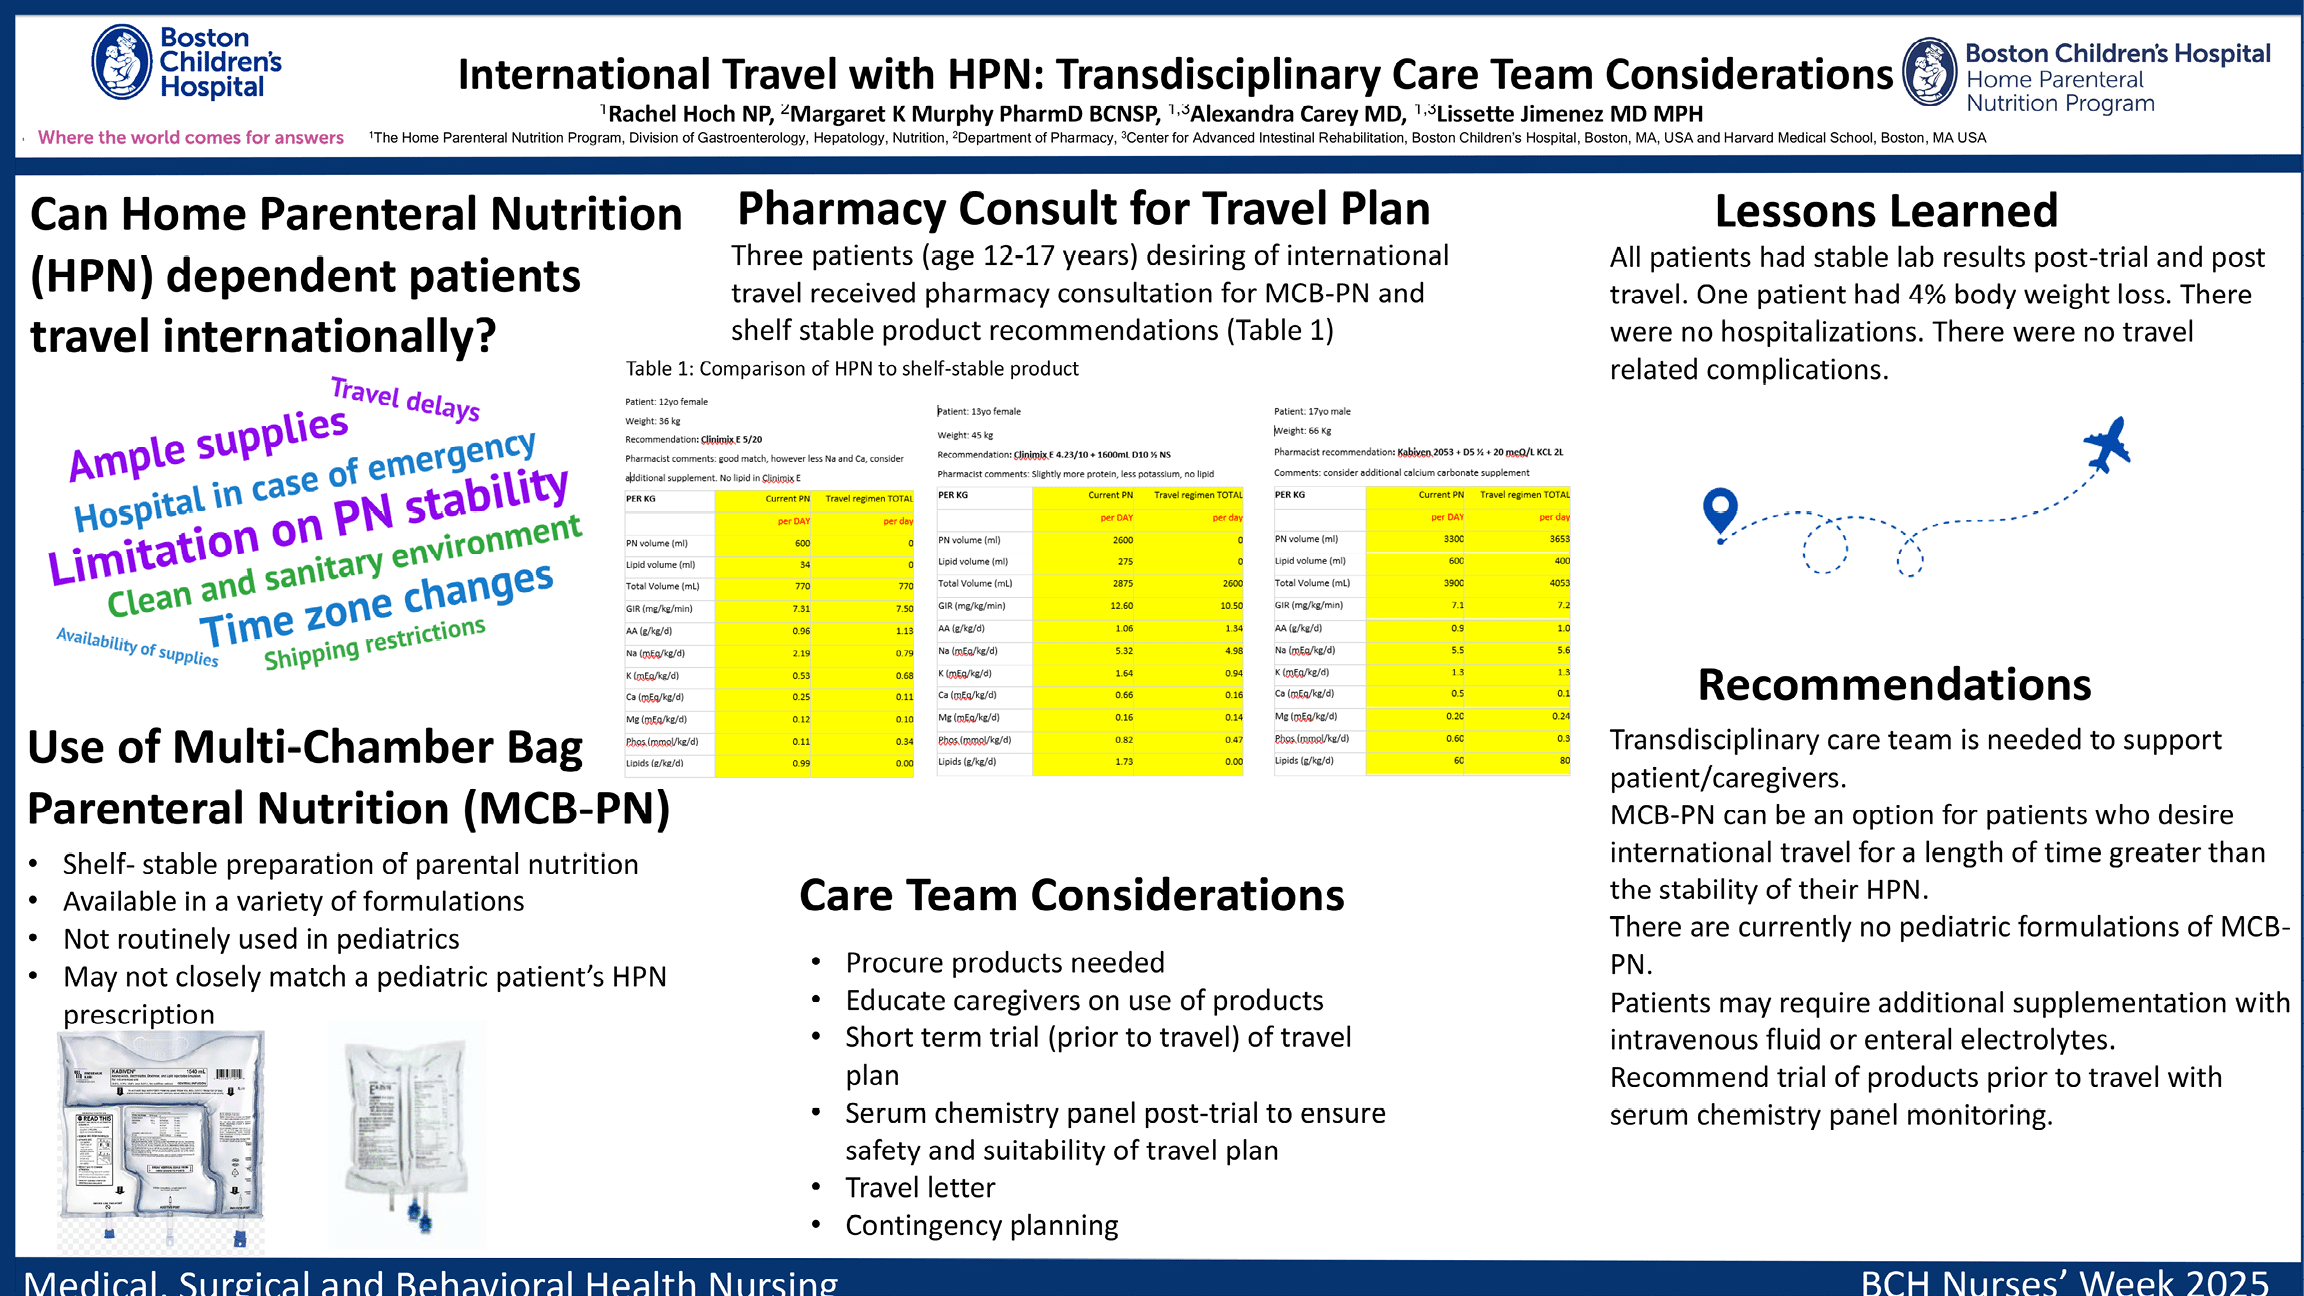 Boston
Children's
Hospital
Where the world comes for answers
International Travel with HPN: Transdisciplinary Care Team Considerations
¹Rachel Hoch NP, ²Margaret K Murphy PharmD BCNSP, ¹,³Alexandra Carey MD, ¹,³Lissette Jimenez MD MPH
¹The Home Parenteral Nutrition Program, Division of Gastroenterology, Hepatology, Nutrition, ²Department of Pharmacy, ³Center for Advanced Intestinal Rehabilitation, Boston Children's Hospital, Boston, MA, USA and Harvard Medical School, Boston, MA USA
Boston Children's Hospital
Home Parenteral
Nutrition Program
Can Home Parenteral Nutrition
(HPN) dependent patients
travel internationally?
Travel delays
Ample supplies
Hospital in case of emergency
Limitation on PN stability
Clean and sanitary environment
Time zone changes
Availability of supplies
Shipping restrictions
Use of Multi-Chamber Bag
Parenteral Nutrition (MCB-PN)
• Shelf- stable preparation of parental nutrition
• Available in a variety of formulations
• Not routinely used in pediatrics
• May not closely match a pediatric patient's HPN
prescription
KABIVEN
1540 mL
READ THIS
Pharmacy Consult for Travel Plan
Three patients (age 12-17 years) desiring of international
travel received pharmacy consultation for MCB-PN and
shelf stable product recommendations (Table 1)
Table 1: Comparison of HPN to shelf-stable product
Patient: 12yo female
Weight: 36 kg
Recommendation: Clinimix E 5/20
Pharmacist comments: good match, however less Na and Ca, consider
additional supplement. No lipid in Clinimix E
PER KG Current PN Travel regimen TOTAL
per DAY per day
PN volume (ml) 600 0
Lipid volume (ml) 34 0
Total Volume (mL) 770 770
GIR (mg/kg/min) 7.31 7.50
AA (g/kg/d) 0.96 1.13
Na (mEq/kg/d) 2.19 0.79
K (mEq/kg/d) 0.53 0.68
Ca (mEq/kg/d) 0.25 0.11
Mg (mEq/kg/d) 0.12 0.10
Phos (mmol/kg/d) 0.11 0.34
Lipids (g/kg/d) 0.99 0.00
Patient: 13yo female
Weight: 45 kg
Recommendation: Clinimix E 4.23/10 + 1600mL D10 ½ NS
Pharmacist comments: Slightly more protein, less potassium, no lipid
PER KG Current PN Travel regimen TOTAL
per DAY per day
PN volume (ml) 2600 0
Lipid volume (ml) 275 0
Total Volume (mL) 2875 2600
GIR (mg/kg/min) 12.60 10.50
AA (g/kg/d) 1.06 1.34
Na (mEq/kg/d) 5.32 4.98
K (mEq/kg/d) 1.64 0.94
Ca (mEq/kg/d) 0.66 0.16
Mg (mEq/kg/d) 0.16 0.14
Phos (mmol/kg/d) 0.82 0.47
Lipids (g/kg/d) 1.73 0.00
Patient: 17yo male
Weight: 66 Kg
Pharmacist recommendation: Kabiven 2053 + D5 ½ + 20 meQ/L KCL 2L
Comments: consider additional calcium carbonate supplement
PER KG Current PN Travel regimen TOTAL
per DAY per day
PN volume (ml) 3300 3653
Lipid volume (ml) 600 400
Total Volume (mL) 3900 4053
GIR (mg/kg/min) 7.1 7.2
AA (g/kg/d) 0.9 1.0
Na (mEq/kg/d) 5.5 5.6
K (mEq/kg/d) 1.3 1.3
Ca (mEq/kg/d) 0.5 0.1
Mg (mEq/kg/d) 0.20 0.24
Phos (mmol/kg/d) 0.60 0.3
Lipids (g/kg/d) 60 80
Care Team Considerations
• Procure products needed
• Educate caregivers on use of products
• Short term trial (prior to travel) of travel
plan
• Serum chemistry panel post-trial to ensure
safety and suitability of travel plan
• Travel letter
• Contingency planning
Lessons Learned
All patients had stable lab results post-trial and post
travel. One patient had 4% body weight loss. There
were no hospitalizations. There were no travel
related complications.
Recommendations
Transdisciplinary care team is needed to support
patient/caregivers.
MCB-PN can be an option for patients who desire
international travel for a length of time greater than
the stability of their HPN.
There are currently no pediatric formulations of MCB-
PN.
Patients may require additional supplementation with
intravenous fluid or enteral electrolytes.
Recommend trial of products prior to travel with
serum chemistry panel monitoring.
Medical, Surgical and Behavioral Health Nursing
BCH Nurses' Week 2025